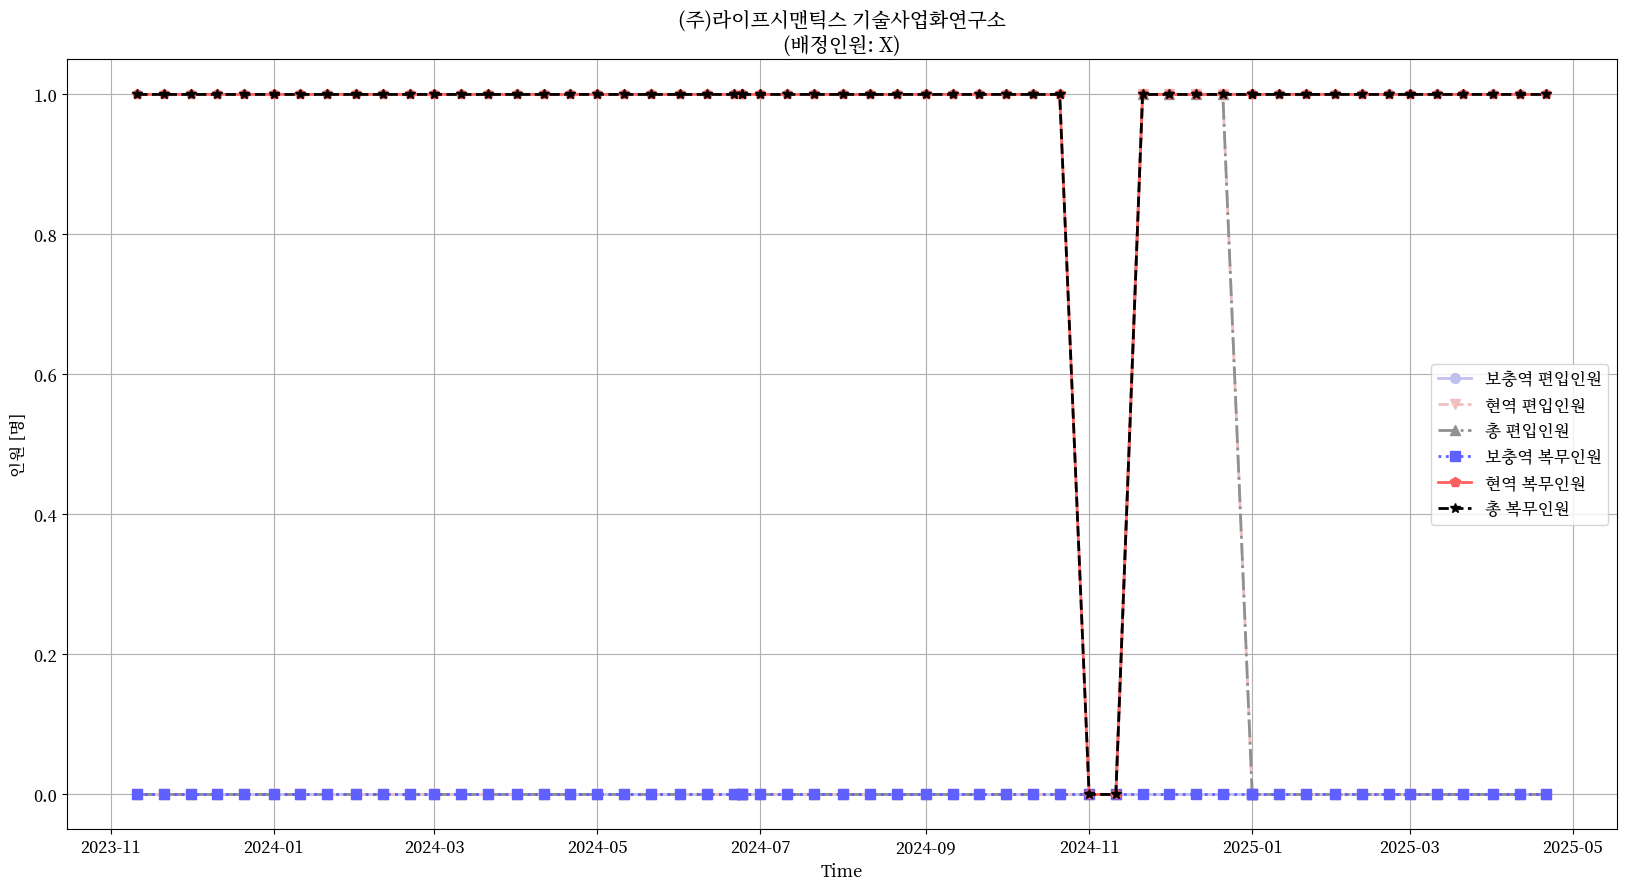 (주)라이프시맨틱스 기술사업화연구소
(배정인원: X)
1.0
0.8
0.6
0.4
0.2
0.0
인원 [명]
보충역 편입인원
현역 편입인원
총 편입인원
보충역 복무인원
현역 복무인원
총 복무인원
2023-11
2024-01
2024-03
2024-05
2024-07
2024-09
2024-11
2025-01
2025-03
2025-05
Time